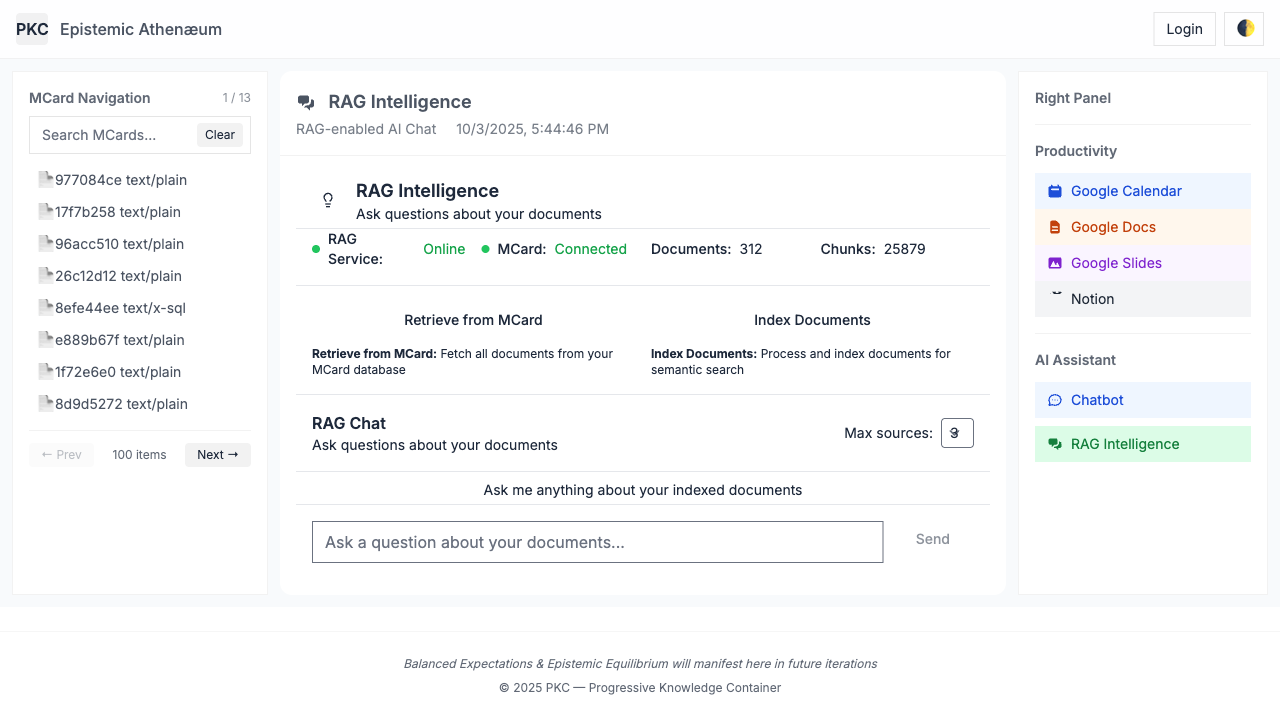 PKC Epistemic Athenæum
Login
MCard Navigation 1 / 13
Search MCards...
Clear
977084ce text/plain
17f7b258 text/plain
96acc510 text/plain
26c12d12 text/plain
8efe44ee text/x-sql
e889b67f text/plain
1f72e6e0 text/plain
8d9d5272 text/plain
← Prev 100 items Next →
RAG Intelligence
RAG-enabled AI Chat 10/3/2025, 5:44:46 PM
RAG Intelligence
Ask questions about your documents
RAG
Service:
Online
MCard: Connected
Documents: 312
Chunks: 25879
Retrieve from MCard
Retrieve from MCard: Fetch all documents from your
MCard database
Index Documents
Index Documents: Process and index documents for
semantic search
RAG Chat
Ask questions about your documents
Max sources:
Ask me anything about your indexed documents
Ask a question about your documents...
Send
Right Panel
Productivity
Google Calendar
Google Docs
Google Slides
Notion
AI Assistant
Chatbot
RAG Intelligence
Balanced Expectations & Epistemic Equilibrium will manifest here in future iterations
© 2025 PKC — Progressive Knowledge Container